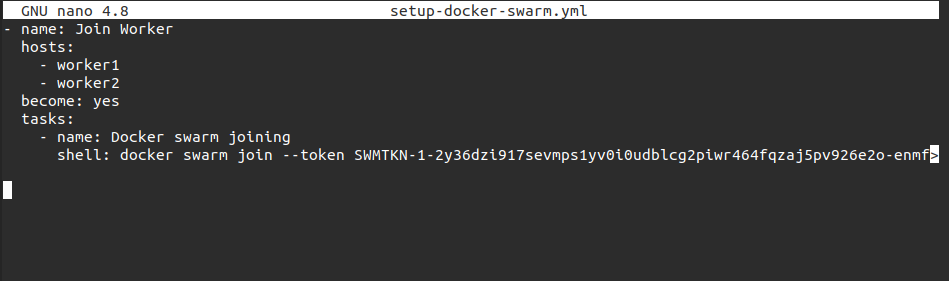 GNU nano 4.8 setup-docker-swarm.yml
- name: Join Worker
  hosts:
    - worker1
    - worker2
  become: yes
  tasks:
    - name: Docker swarm joining
      shell: docker swarm join --token SWMTKN-1-2y36dzi917sevmps1yv0i0udblcg2piwr464fqzaj5pv926e2o-enmf>